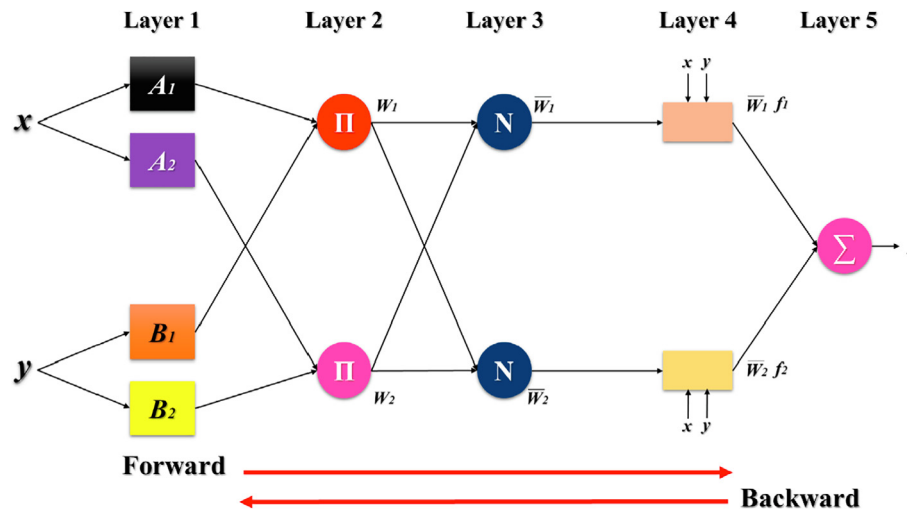 Layer 1 Layer 2 Layer 3 Layer 4 Layer 5
x y
A1 W1 W̅1 W̅1 f1
Π N
x
A2
Σ
B1
y Π N W̅2 f2
W2 W̅2
B2
x y
Forward
Backward